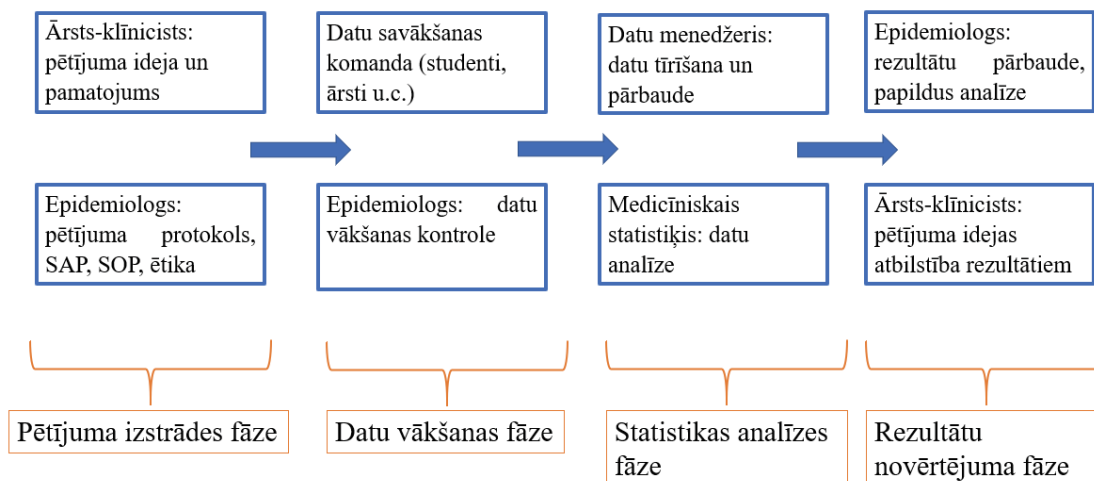 Ārsts-klīnicists:
pētījuma ideja un
pamatojums
Datu savākšanas
komanda (studenti,
ārsti u.c.)
Datu menedžeris:
datu tīrīšana un
pārbaude
Epidemiologs:
rezultātu pārbaude,
papildus analīze
Epidemiologs:
pētījuma protokols,
SAP, SOP, ētika
Epidemiologs: datu
vākšanas kontrole
Medicīniskais
statistiķis: datu
analīze
Ārsts-klīnicists:
pētījuma idejas
atbilstība rezultātiem
Pētījuma izstrādes fāze
Datu vākšanas fāze
Statistikas analīzes
fāze
Rezultātu
novērtējuma fāze